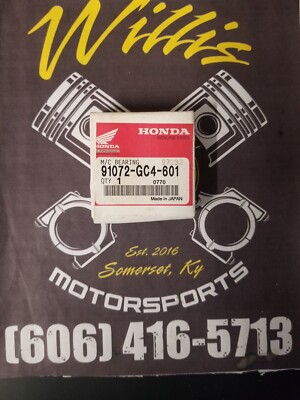 Willis
HONDA
HONDA
M/C BEARING
91072-GC4-601
QTY 1
0770
Made in JAPAN
Est. 2016
Somerset, Ky
MOTORSPORTS
(606) 416-5713